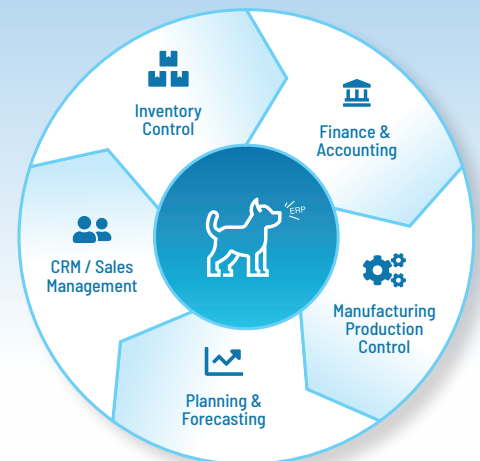 Inventory
Control
Finance &
Accounting
ERP
CRM / Sales
Management
Manufacturing
Production
Control
Planning &
Forecasting